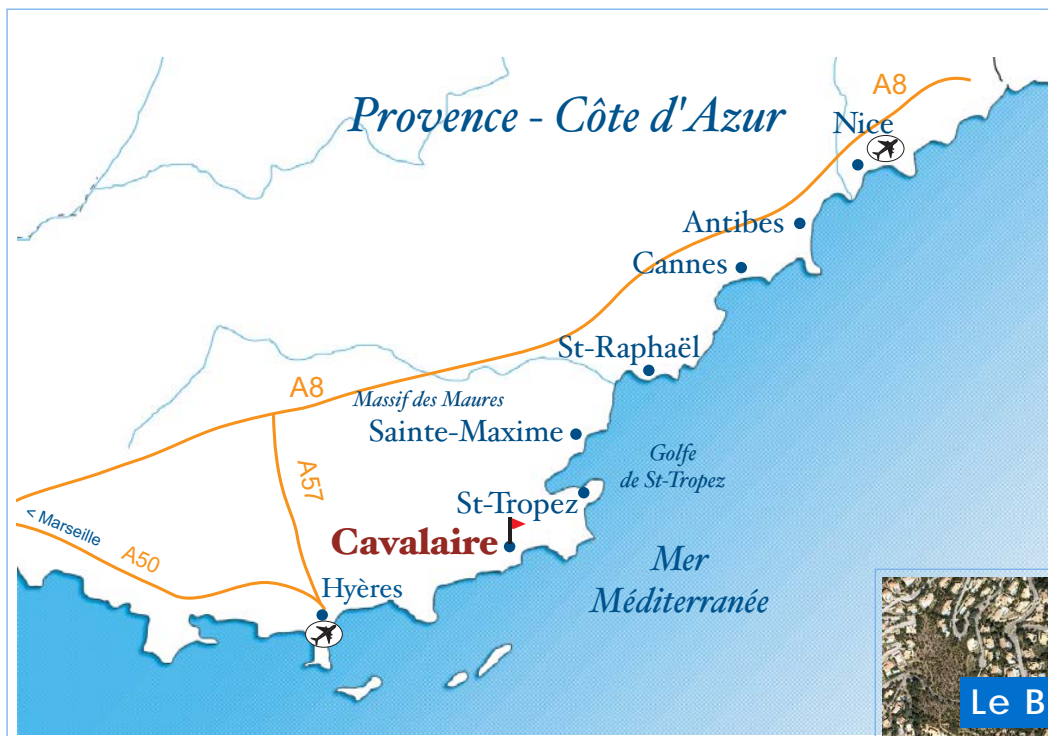 Provence - Côte d'Azur
A8
Nice
Antibes
Cannes
St-Raphaël
A8
Massif des Maures
Sainte-Maxime
Golfe
de St-Tropez
A57
St-Tropez
< Marseille
Cavalaire
A50
Mer
Méditerranée
Hyères
Le B